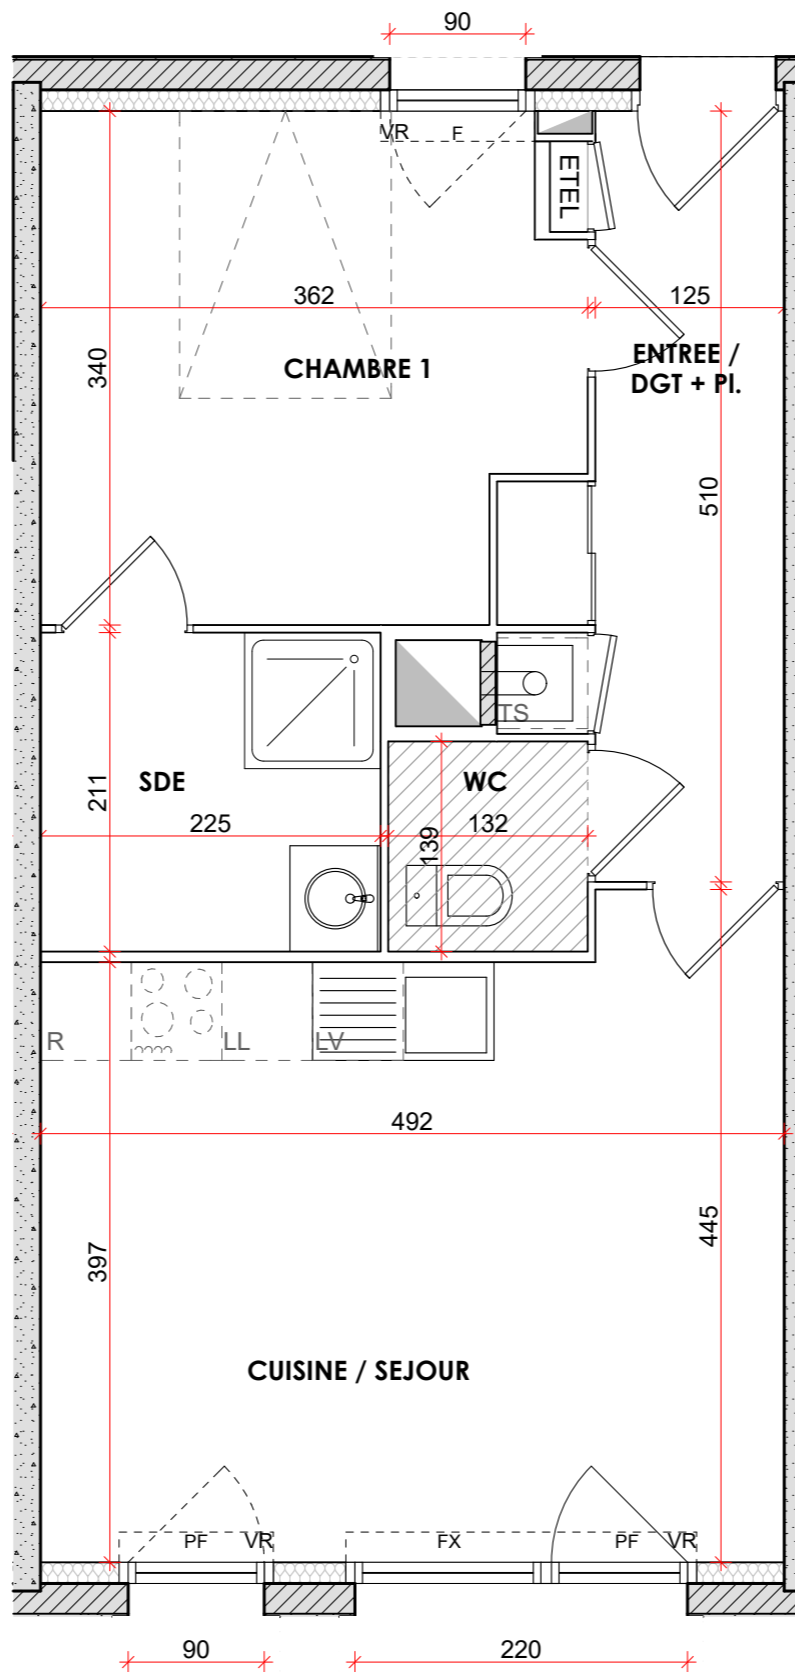 90
VR F
ETEL
362 125
340
CHAMBRE 1
ENTREE /
DGT + Pl.
510
TS
SDE
WC
211
225
139
132
R LL LV
492
397
445
CUISINE / SEJOUR
PF VR FX PF VR
90 220